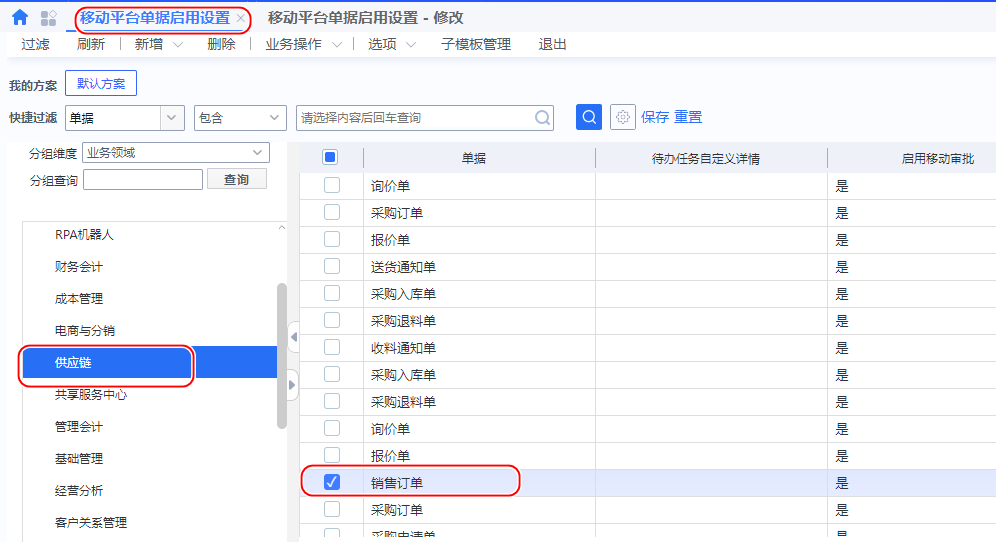 移动平台单据启用设置 × 移动平台单据启用设置 - 修改
过滤 刷新 新增 删除 业务操作 选项 子模板管理 退出
我的方案 默认方案
快捷过滤 单据 包含 请选择内容后回车查询 保存 重置
分组维度 业务领域
分组查询 查询
RPA机器人
财务会计
成本管理
电商与分销
供应链
共享服务中心
管理会计
基础管理
经营分析
客户关系管理
单据 待办任务自定义详情 启用移动审批
询价单 是
采购订单 是
报价单 是
送货通知单 是
采购入库单 是
采购退料单 是
收料通知单 是
采购入库单 是
采购退料单 是
询价单 是
报价单 是
销售订单 是
采购订单 是
采购申请单 是